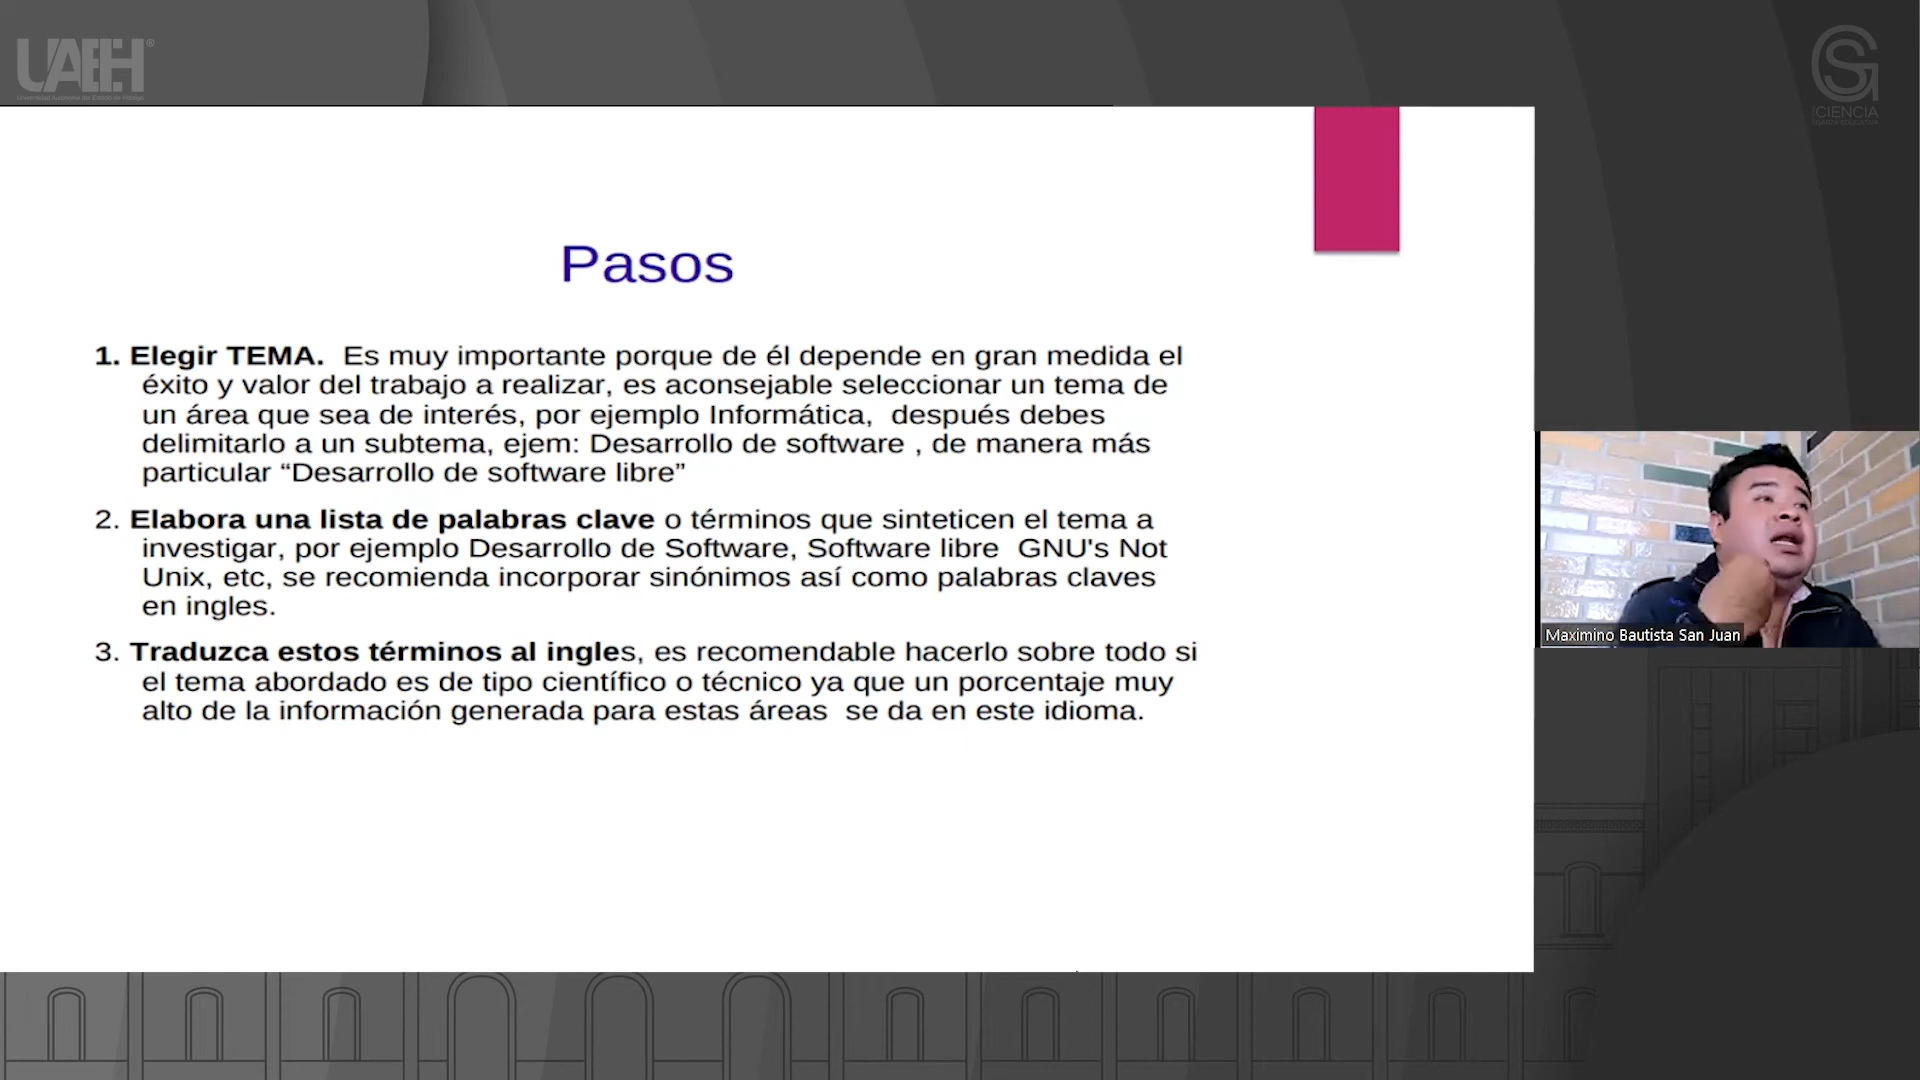 UAEH®
Universidad Autónoma del Estado de Hidalgo
CIENCIA
Pasos
1. Elegir TEMA.  Es muy importante porque de él depende en gran medida el
éxito y valor del trabajo a realizar, es aconsejable seleccionar un tema de
un área que sea de interés, por ejemplo Informática,  después debes
delimitarlo a un subtema, ejem: Desarrollo de software , de manera más
particular “Desarrollo de software libre”
2. Elabora una lista de palabras clave o términos que sinteticen el tema a
investigar, por ejemplo Desarrollo de Software, Software libre  GNU's Not
Unix, etc, se recomienda incorporar sinónimos así como palabras claves
en ingles.
3. Traduzca estos términos al ingles, es recomendable hacerlo sobre todo si
el tema abordado es de tipo científico o técnico ya que un porcentaje muy
alto de la información generada para estas áreas  se da en este idioma.
Maximino Bautista San Juan